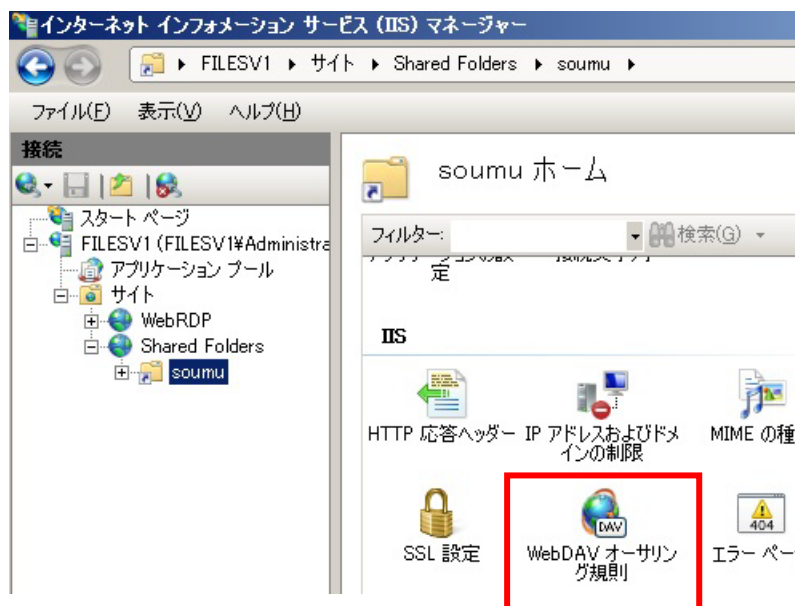 インターネット インフォメーション サービス (IIS) マネージャー
FILESV1 サイト Shared Folders soumu
ファイル(F) 表示(V) ヘルプ(H)
接続
スタート ページ
FILESV1 (FILESV1¥Administra
アプリケーション プール
サイト
WebRDP
Shared Folders
soumu
soumu ホーム
フィルター: 検索(G)
定
IIS
HTTP 応答ヘッダー IP アドレスおよびドメ MIME の種
インの制限
DAV
404
SSL 設定 WebDAV オーサリン エラー ペー
グ規則